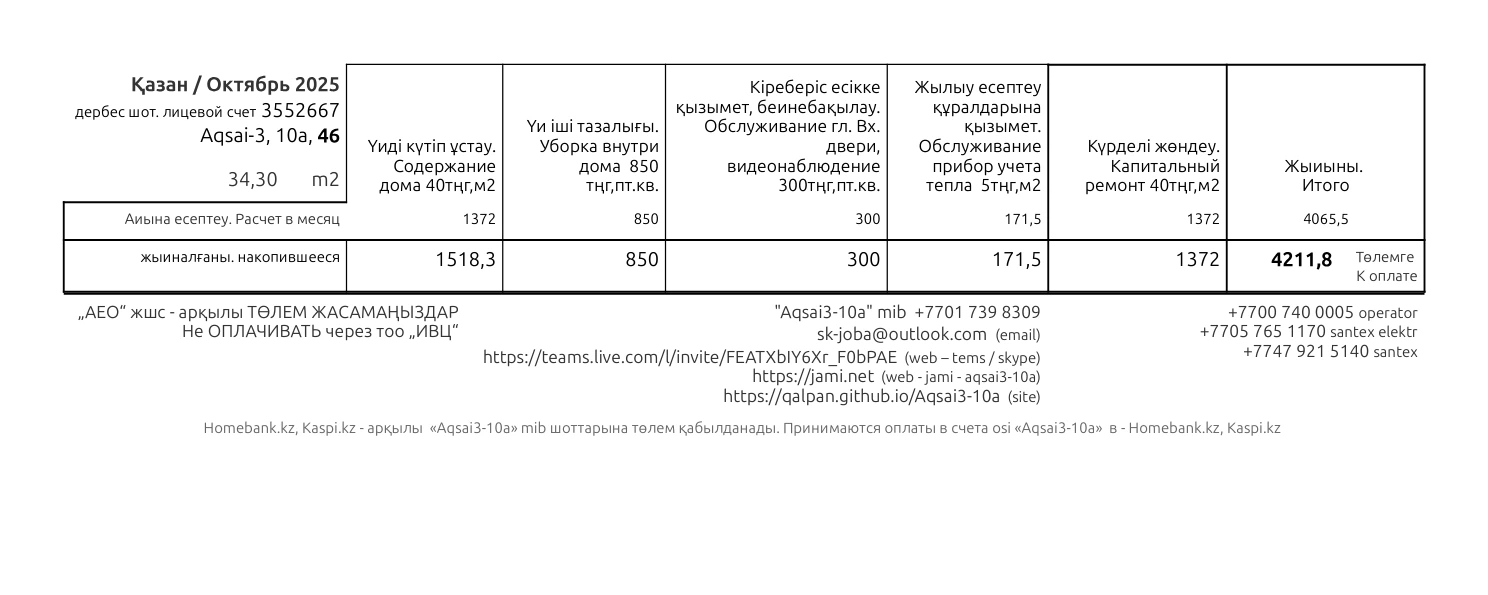 Қазан / Октябрь 2025
дербес шот. лицевой счет 3552667
Aqsai-3, 10а, 46
34,30 m2
Үиді күтіп ұстау.
Содержание
дома 40тңг,м2
Үи іші тазалығы.
Уборка внутри
дома 850
тңг,пт.кв.
Кіреберіс есікке
қызымет, беинебақылау.
Обслуживание гл. Вх.
двери,
видеонаблюдение
300тңг,пт.кв.
Жылыу есептеу
құралдарына
қызымет.
Обслуживание
прибор учета
тепла 5тңг,м2
Күрделі жөндеу.
Капитальный
ремонт 40тңг,м2
Жыиыны.
Итого
Аиына есептеу. Расчет в месяц 1372 850 300 171,5 1372 4065,5
жыиналғаны. накопившееся 1518,3 850 300 171,5 1372 4211,8 Төлемге
К оплате
„АЕО“ жшс - арқылы ТӨЛЕМ ЖАСАМАҢЫЗДАР
Не ОПЛАЧИВАТЬ через тоо „ИВЦ“
"Aqsai3-10a" mib +7701 739 8309
sk-joba@outlook.com (email)
https://teams.live.com/l/invite/FEATXbIY6Xr_F0bPAE (web – tems / skype)
https://jami.net (web - jami - aqsai3-10a)
https://qalpan.github.io/Aqsai3-10a (site)
+7700 740 0005 operator
+7705 765 1170 santex elektr
+7747 921 5140 santex
Homebank.kz, Kaspi.kz - арқылы «Aqsai3-10a» mib шоттарына төлем қабылданады. Принимаются оплаты в счета osi «Aqsai3-10a» в - Homebank.kz, Kaspi.kz